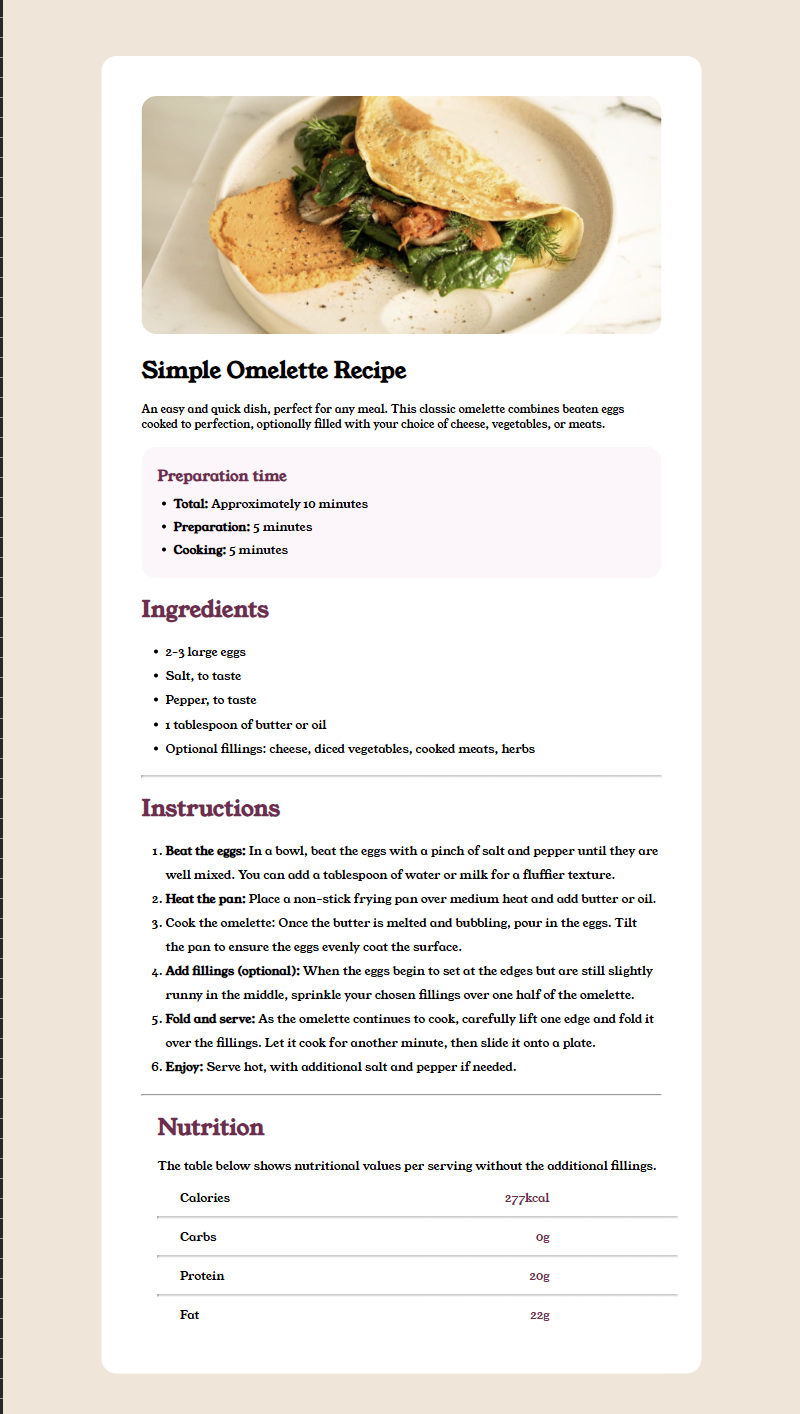 Simple Omelette Recipe
An easy and quick dish, perfect for any meal. This classic omelette combines beaten eggs
cooked to perfection, optionally filled with your choice of cheese, vegetables, or meats.
Preparation time
• Total: Approximately 10 minutes
• Preparation: 5 minutes
• Cooking: 5 minutes
Ingredients
• 2-3 large eggs
• Salt, to taste
• Pepper, to taste
• 1 tablespoon of butter or oil
• Optional fillings: cheese, diced vegetables, cooked meats, herbs
Instructions
1. Beat the eggs: In a bowl, beat the eggs with a pinch of salt and pepper until they are
well mixed. You can add a tablespoon of water or milk for a fluffier texture.
2. Heat the pan: Place a non-stick frying pan over medium heat and add butter or oil.
3. Cook the omelette: Once the butter is melted and bubbling, pour in the eggs. Tilt
the pan to ensure the eggs evenly coat the surface.
4. Add fillings (optional): When the eggs begin to set at the edges but are still slightly
runny in the middle, sprinkle your chosen fillings over one half of the omelette.
5. Fold and serve: As the omelette continues to cook, carefully lift one edge and fold it
over the fillings. Let it cook for another minute, then slide it onto a plate.
6. Enjoy: Serve hot, with additional salt and pepper if needed.
Nutrition
The table below shows nutritional values per serving without the additional fillings.
Calories 277kcal
Carbs 0g
Protein 20g
Fat 22g